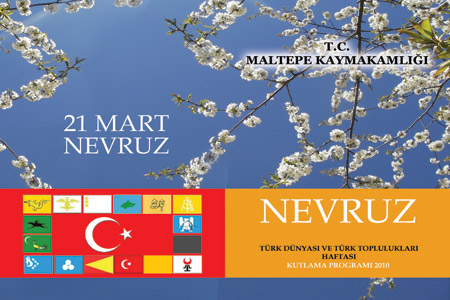 T.C.
MALTEPE KAYMAKAMLIĞI
21 MART
NEVRUZ
NEVRUZ
TÜRK DÜNYASI VE TÜRK TOPLULUKLARI
HAFTASI
KUTLAMA PROGRAMI 2010